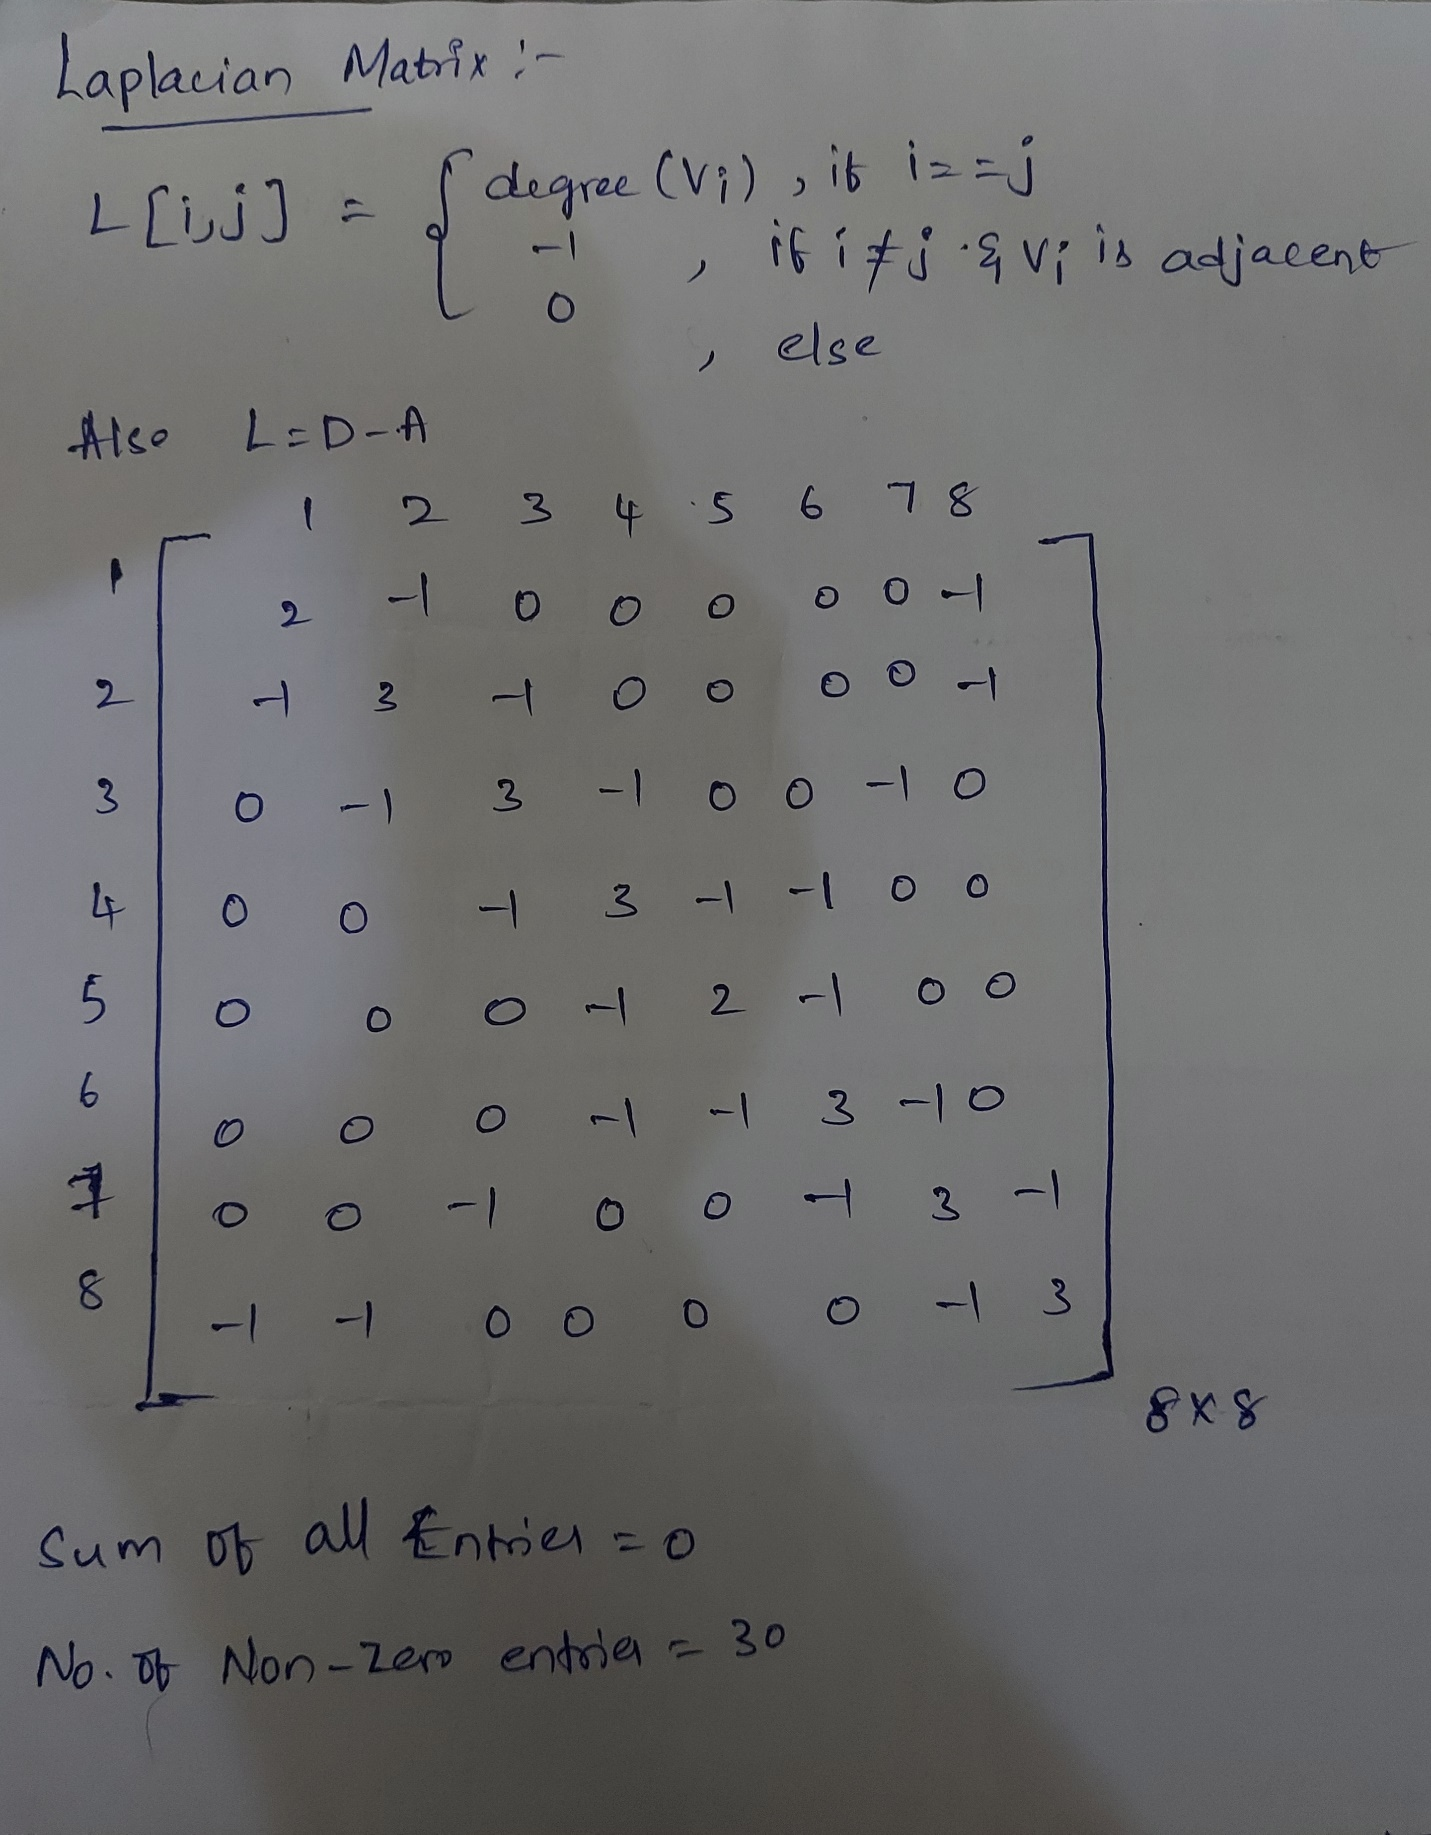 Laplacian Matrix :-
L[i,j] = { degree (vi) , if i==j
-1 , if i≠j & vi is adjacent
0 , else
Also L=D-A
1 2 3 4 5 6 7 8
1 2 -1 0 0 0 0 0 -1
2 -1 3 -1 0 0 0 0 -1
3 0 -1 3 -1 0 0 -1 0
4 0 0 -1 3 -1 -1 0 0
5 0 0 0 -1 2 -1 0 0
6 0 0 0 -1 -1 3 -1 0
7 0 0 -1 0 0 -1 3 -1
8 -1 -1 0 0 0 0 -1 3
8×8
Sum of all Entries = 0
No. of Non-zero entries = 30